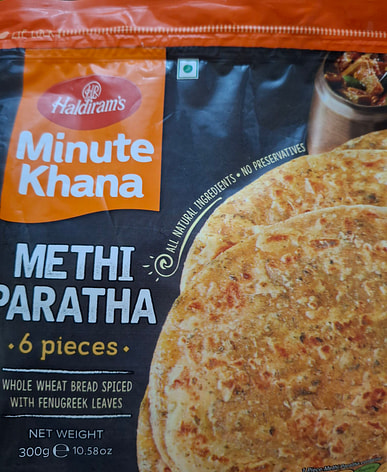 HR
Haldiram's
Minute
Khana
ALL NATURAL INGREDIENTS • NO PRESERVATIVES
METHI
PARATHA
• 6 pieces •
WHOLE WHEAT BREAD SPICED
WITH FENUGREEK LEAVES
NET WEIGHT
300g ℮ 10.58oz